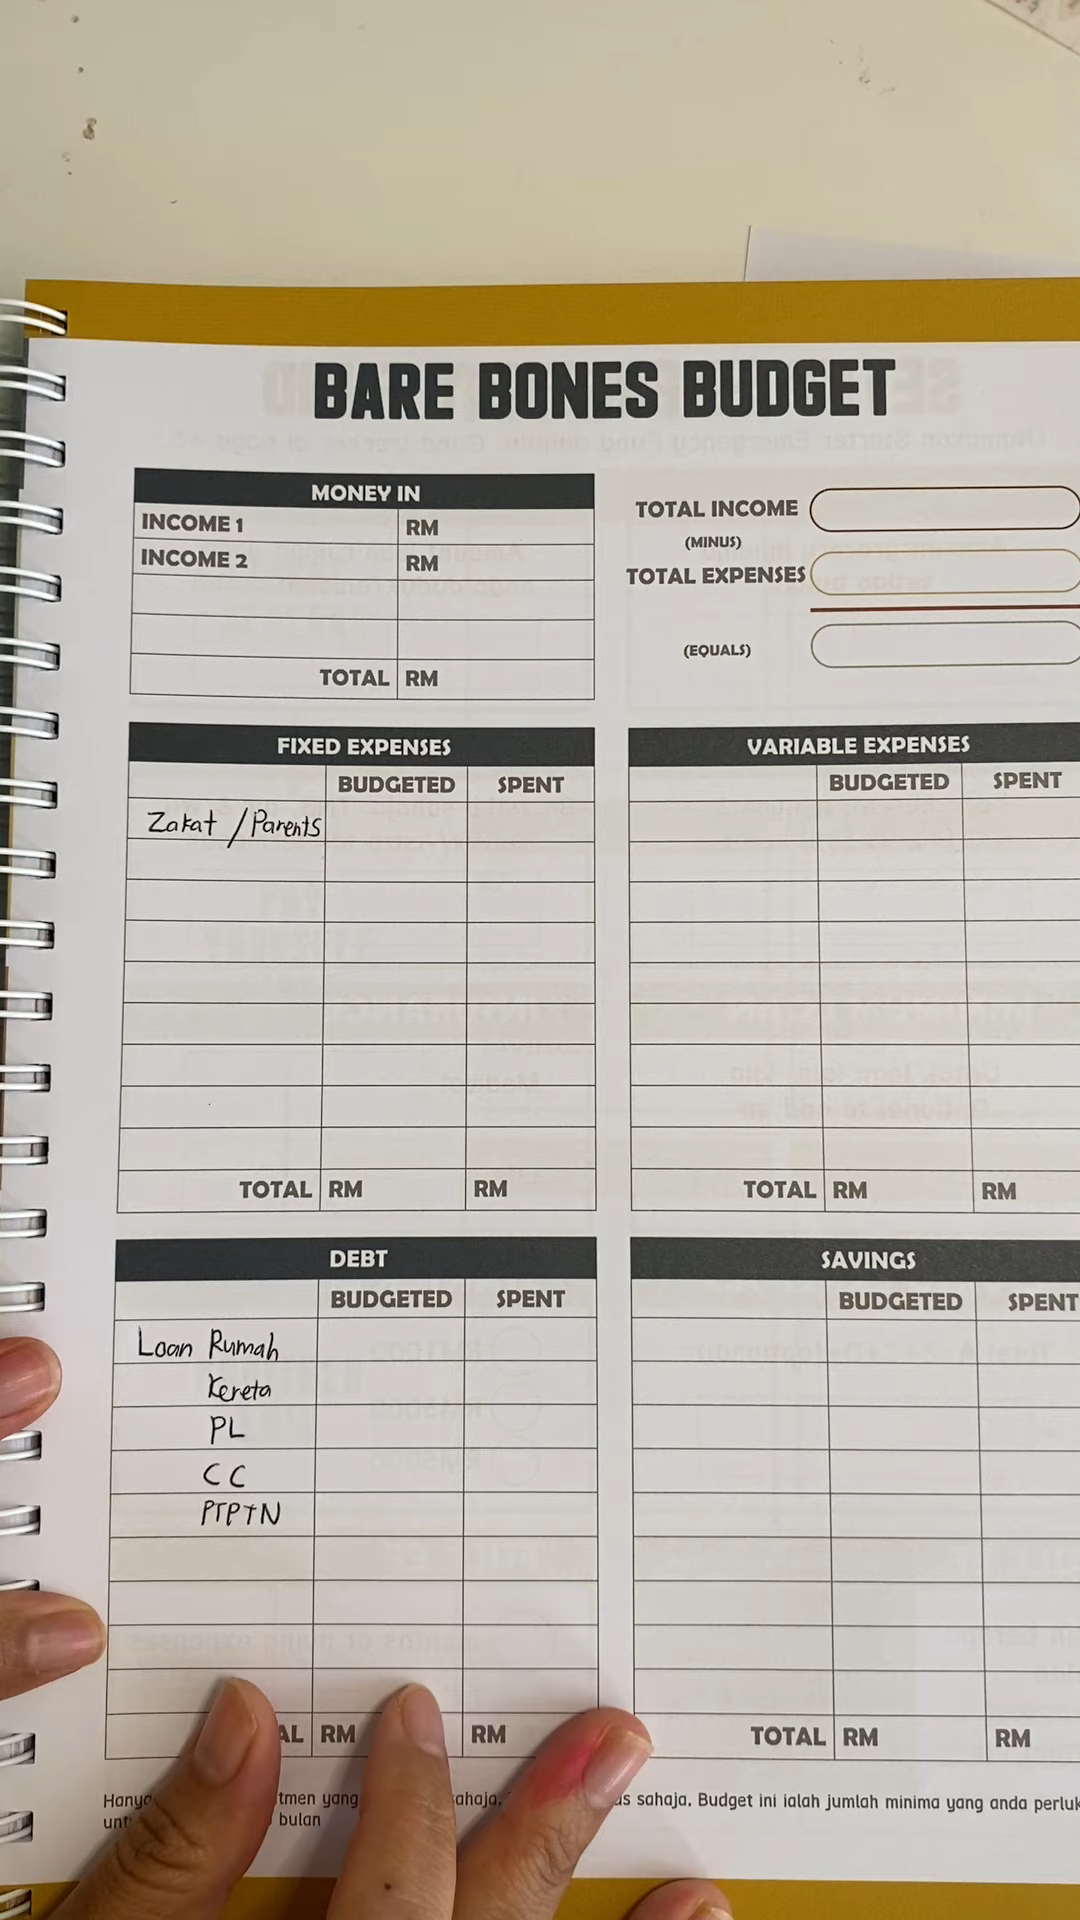 BARE BONES BUDGET
MONEY IN
INCOME 1 RM
INCOME 2 RM
TOTAL RM
TOTAL INCOME
(MINUS)
TOTAL EXPENSES
(EQUALS)
FIXED EXPENSES
BUDGETED SPENT
Zakat / Parents
TOTAL RM RM
VARIABLE EXPENSES
BUDGETED SPENT
TOTAL RM RM
DEBT
BUDGETED SPENT
Loan Rumah
Kereta
PL
CC
PTPTN
RM RM
SAVINGS
BUDGETED SPENT
TOTAL RM RM
yang sahaja. Budget ini ialah jumlah minima yang anda
bulan